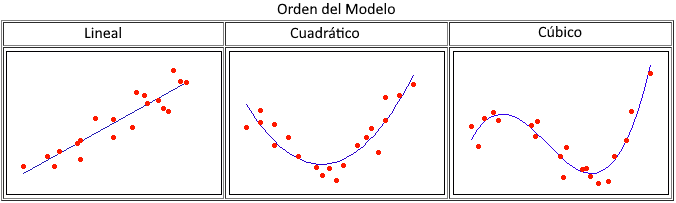 Orden del Modelo
Lineal
Cuadrático
Cúbico